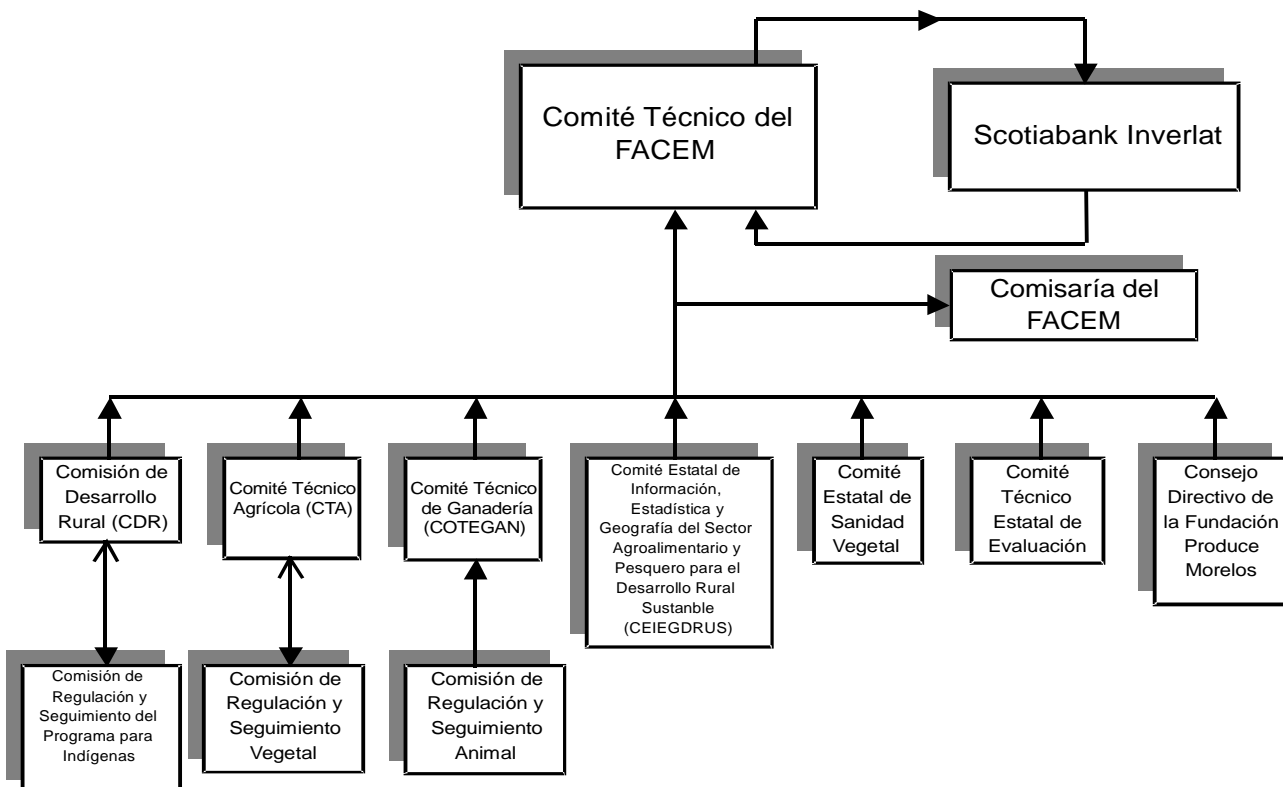 Comité Técnico del
FACEM
Scotiabank Inverlat
Comisaría del
FACEM
Comisión de
Desarrollo
Rural (CDR)
Comité Técnico
Agrícola (CTA)
Comité Técnico
de Ganadería
(COTEGAN)
Comité Estatal de
Información,
Estadística y
Geografía del Sector
Agroalimentario y
Pesquero para el
Desarrollo Rural
Sustanble
(CEIEGDRUS)
Comité
Estatal de
Sanidad
Vegetal
Comité
Técnico
Estatal de
Evaluación
Consejo
Directivo de
la Fundación
Produce
Morelos
Comisión de
Regulación y
Seguimiento del
Programa para
Indígenas
Comisión de
Regulación y
Seguimiento
Vegetal
Comisión de
Regulación y
Seguimiento
Animal